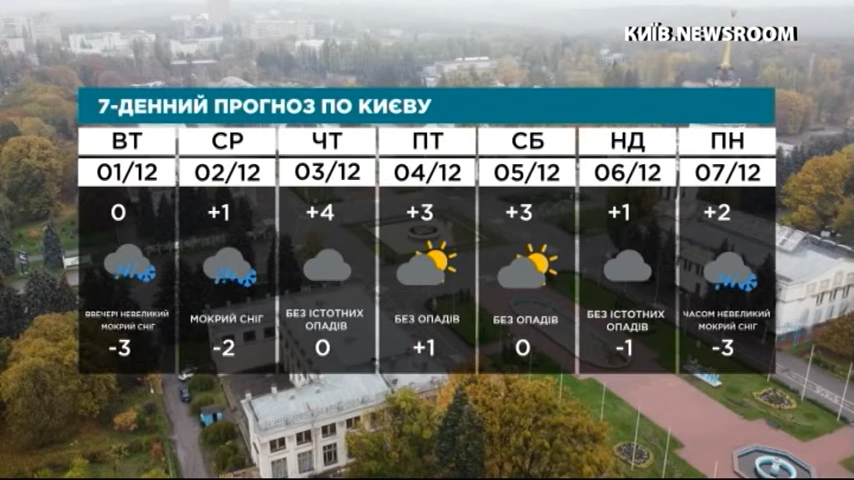 КИЇВ.NEWSROOM
7-ДЕННИЙ ПРОГНОЗ ПО КИЄВУ
ВТ СР ЧТ ПТ СБ НД ПН
01/12 02/12 03/12 04/12 05/12 06/12 07/12
0 +1 +4 +3 +3 +1 +2
ВВЕЧЕРІ НЕВЕЛИКИЙ МОКРИЙ СНІГ
МОКРИЙ СНІГ
БЕЗ ІСТОТНИХ ОПАДІВ
БЕЗ ОПАДІВ
БЕЗ ОПАДІВ
БЕЗ ІСТОТНИХ ОПАДІВ
ЧАСОМ НЕВЕЛИКИЙ МОКРИЙ СНІГ
-3 -2 0 +1 0 -1 -3